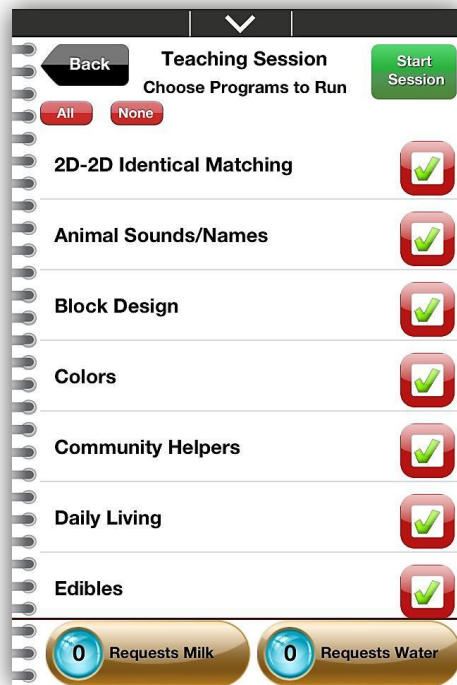 Back
Teaching Session
Choose Programs to Run
Start
Session
All
None
2D-2D Identical Matching
Animal Sounds/Names
Block Design
Colors
Community Helpers
Daily Living
Edibles
0 Requests Milk
0 Requests Water